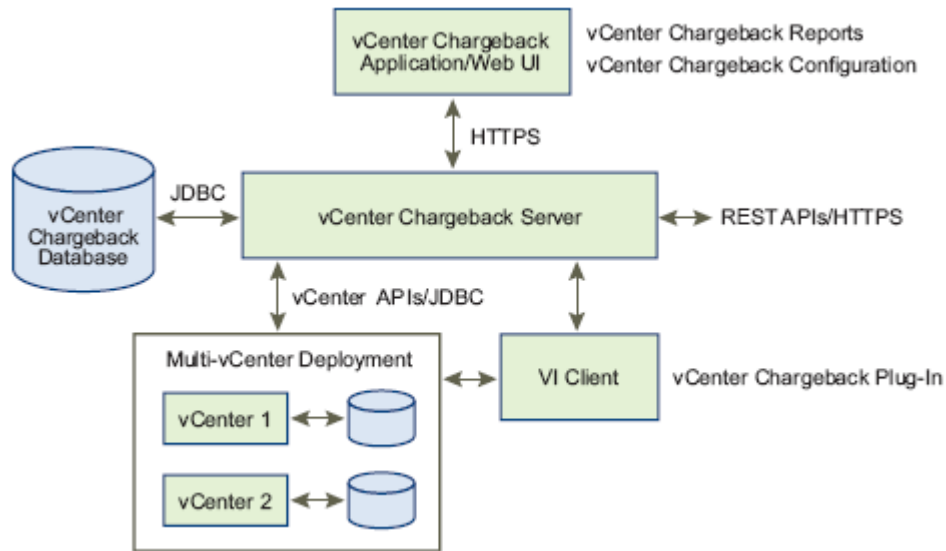 vCenter Chargeback
Application/Web UI
vCenter Chargeback Reports
vCenter Chargeback Configuration
HTTPS
JDBC
vCenter
Chargeback
Database
vCenter Chargeback Server
REST APIs/HTTPS
vCenter APIs/JDBC
Multi-vCenter Deployment
VI Client
vCenter Chargeback Plug-In
vCenter 1
vCenter 2